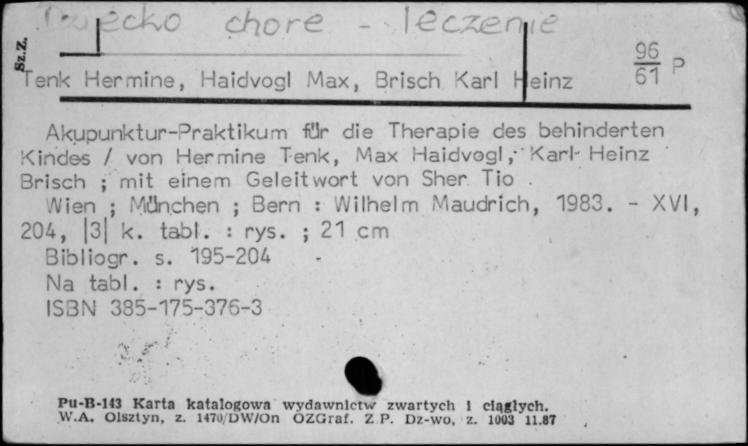 Dziecko chore - leczenie
Sz.Z.
96
61 P
Tenk Hermine, Haidvogl Max, Brisch Karl Heinz
Akupunktur-Praktikum für die Therapie des behinderten
Kindes / von Hermine Tenk, Max Haidvogl, Karl Heinz
Brisch ; mit einem Geleitwort von Sher Tio
Wien ; München ; Bern : Wilhelm Maudrich, 1983. - XVI,
204, |3| k. tabl. : rys. ; 21 cm
Bibliogr. s. 195-204
Na tabl. : rys.
ISBN 385-175-376-3
Pu-B-143 Karta katalogowa wydawnictw zwartych i ciągłych.
W.A. Olsztyn, z. 1470/DW/On OZGraf. Z.P. Dz-wo, z. 1003 11.87